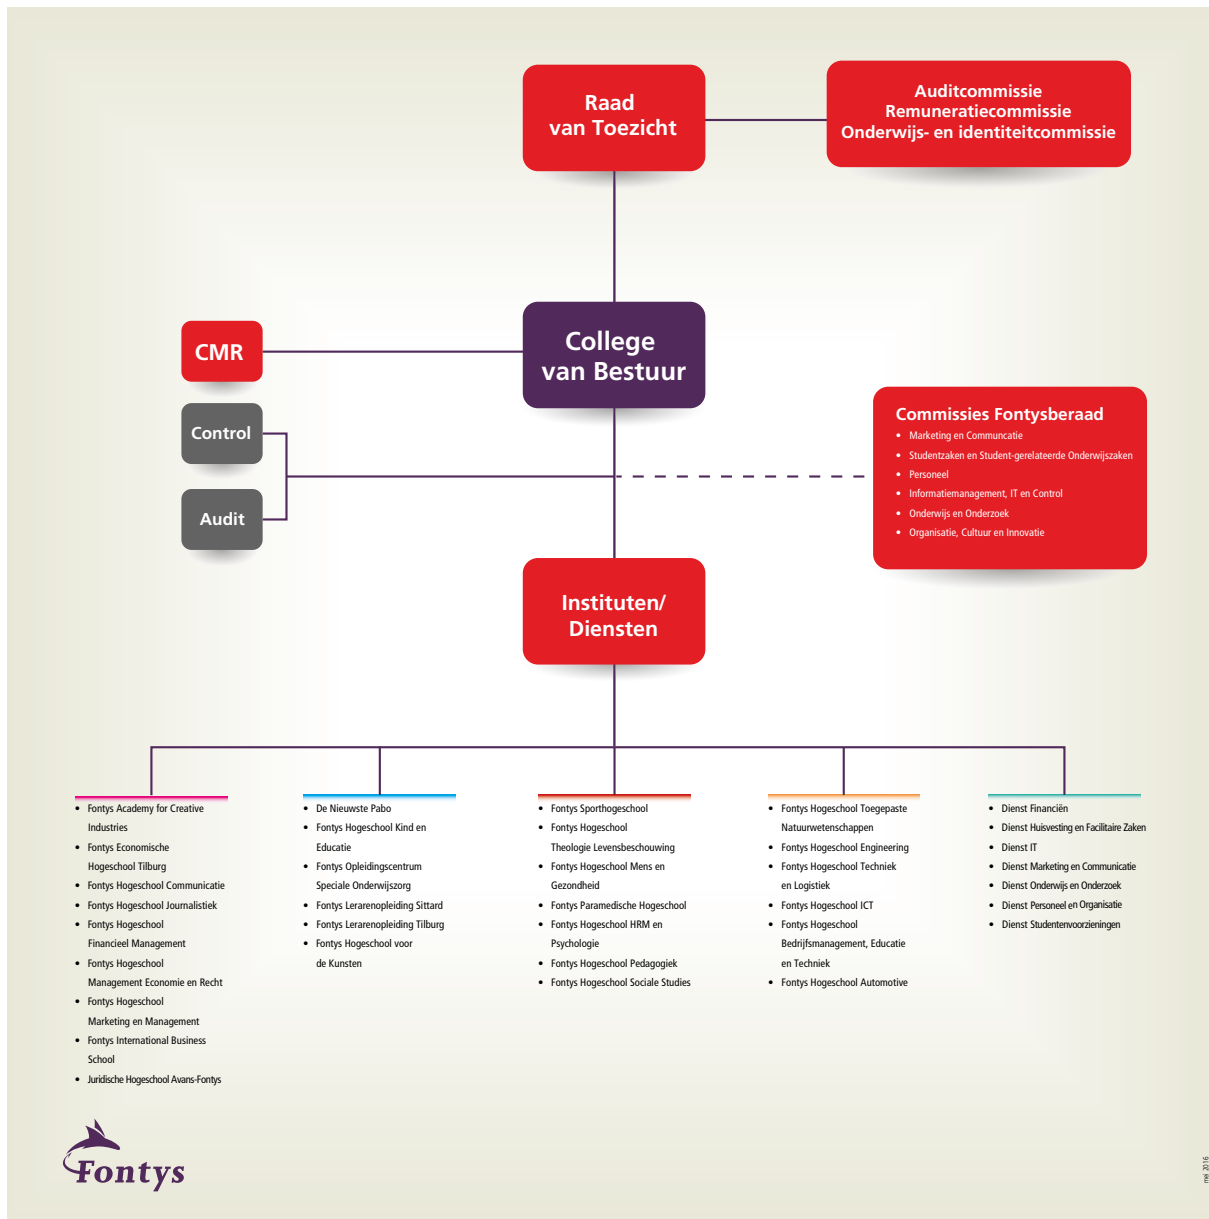 Raad
van Toezicht
Auditcommissie
Remuneratiecommissie
Onderwijs- en identiteitcommissie
College
van Bestuur
CMR
Control
Audit
Commissies Fontysberaad
• Marketing en Communcatie
• Studentzaken en Student-gerelateerde Onderwijszaken
• Personeel
• Informatiemanagement, IT en Control
• Onderwijs en Onderzoek
• Organisatie, Cultuur en Innovatie
Instituten/
Diensten
• Fontys Academy for Creative
Industries
• Fontys Economische
Hogeschool Tilburg
• Fontys Hogeschool Communicatie
• Fontys Hogeschool Journalistiek
• Fontys Hogeschool
Financieel Management
• Fontys Hogeschool
Management Economie en Recht
• Fontys Hogeschool
Marketing en Management
• Fontys International Business
School
• Juridische Hogeschool Avans-Fontys
• De Nieuwste Pabo
• Fontys Hogeschool Kind en
Educatie
• Fontys Opleidingscentrum
Speciale Onderwijszorg
• Fontys Lerarenopleiding Sittard
• Fontys Lerarenopleiding Tilburg
• Fontys Hogeschool voor
de Kunsten
• Fontys Sporthogeschool
• Fontys Hogeschool
Theologie Levensbeschouwing
• Fontys Hogeschool Mens en
Gezondheid
• Fontys Paramedische Hogeschool
• Fontys Hogeschool HRM en
Psychologie
• Fontys Hogeschool Pedagogiek
• Fontys Hogeschool Sociale Studies
• Fontys Hogeschool Toegepaste
Natuurwetenschappen
• Fontys Hogeschool Engineering
• Fontys Hogeschool Techniek
en Logistiek
• Fontys Hogeschool ICT
• Fontys Hogeschool
Bedrijfsmanagement, Educatie
en Techniek
• Fontys Hogeschool Automotive
• Dienst Financiën
• Dienst Huisvesting en Facilitaire Zaken
• Dienst IT
• Dienst Marketing en Communicatie
• Dienst Onderwijs en Onderzoek
• Dienst Personeel en Organisatie
• Dienst Studentenvoorzieningen
Fontys
mei 2016